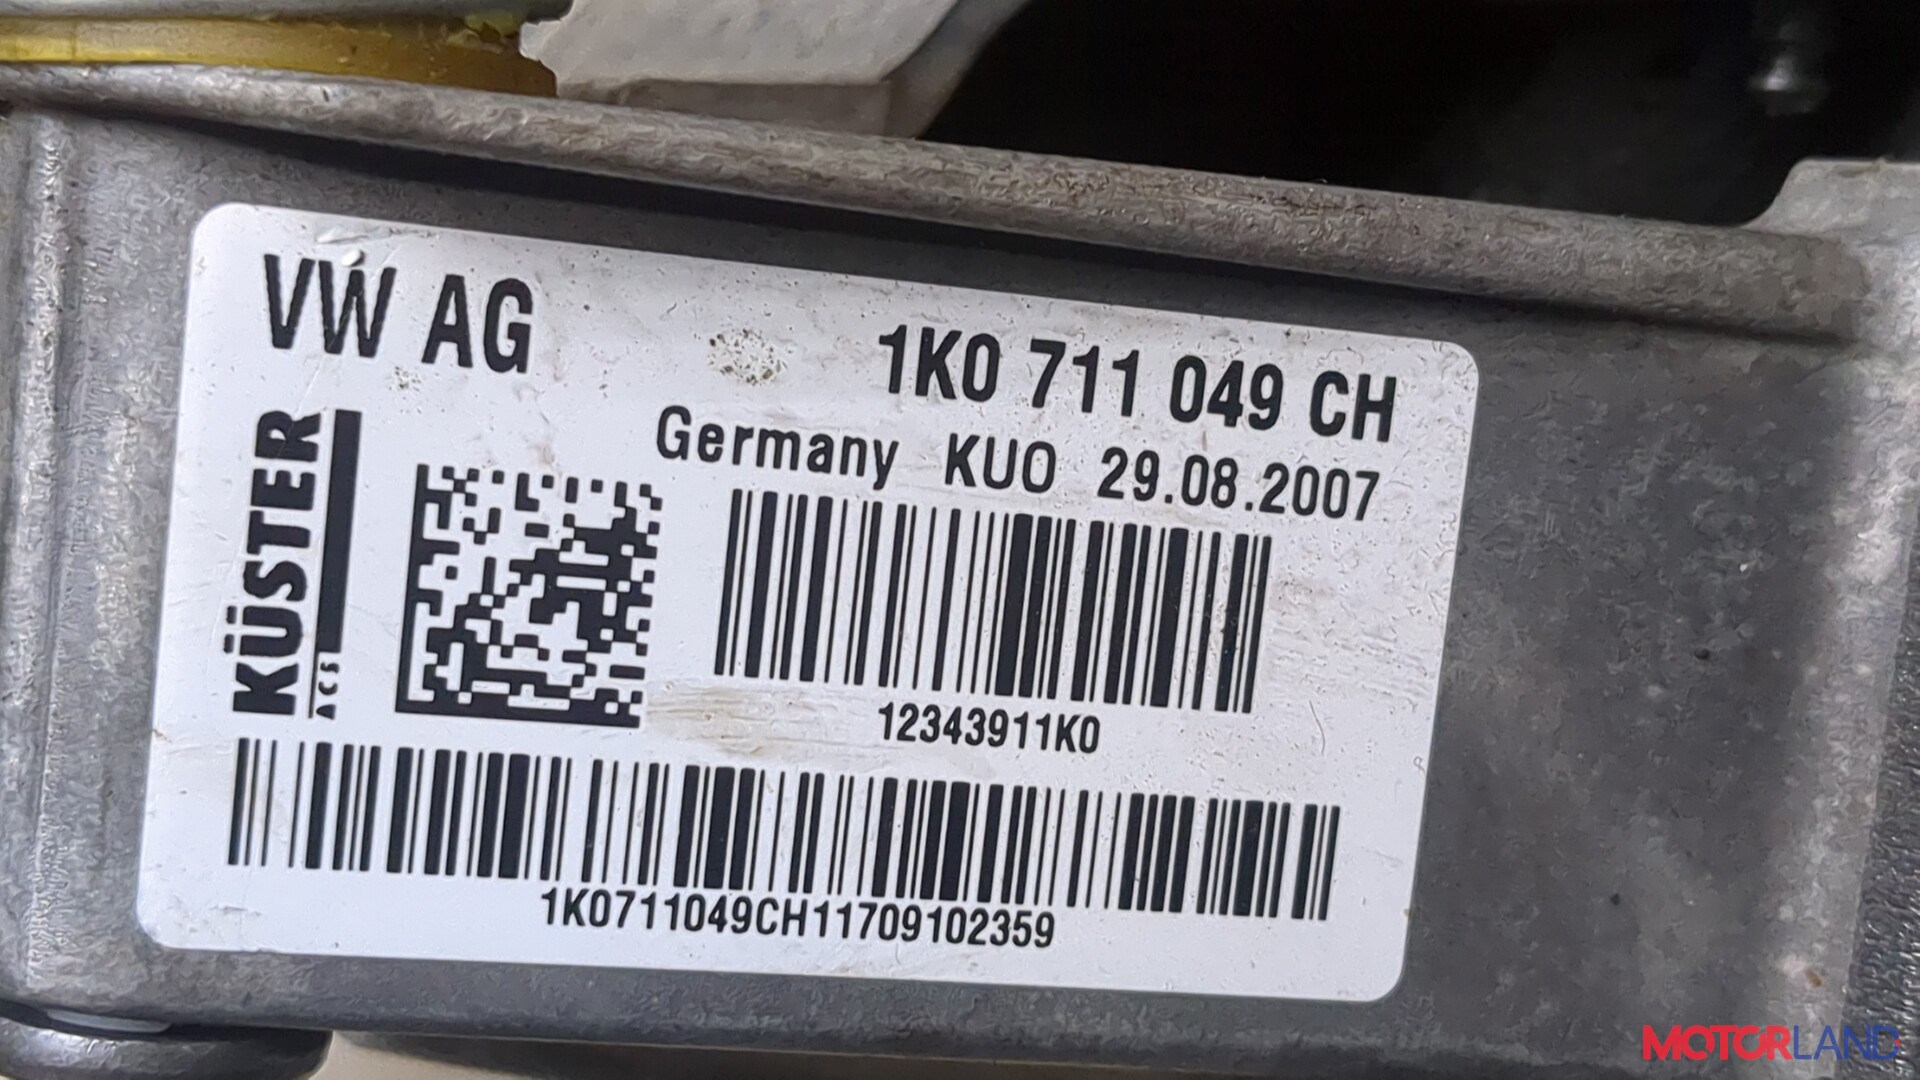 VW AG
1K0 711 049 CH
Germany KUO 29.08.2007
KÜSTER
ACS
12343911K0
1K0711049CH11709102359
MOTORLAND